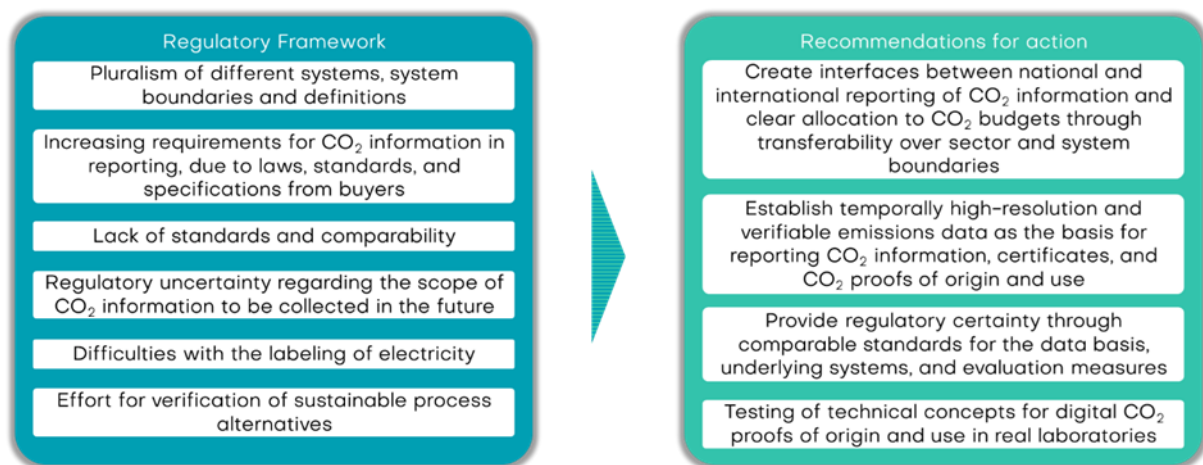 Regulatory Framework
Pluralism of different systems, system
boundaries and definitions
Increasing requirements for CO₂ information in
reporting, due to laws, standards, and
specifications from buyers
Lack of standards and comparability
Regulatory uncertainty regarding the scope of
CO₂ information to be collected in the future
Difficulties with the labeling of electricity
Effort for verification of sustainable process
alternatives
Recommendations for action
Create interfaces between national and
international reporting of CO₂ information and
clear allocation to CO₂ budgets through
transferability over sector and system
boundaries
Establish temporally high-resolution and
verifiable emissions data as the basis for
reporting CO₂ information, certificates, and
CO₂ proofs of origin and use
Provide regulatory certainty through
comparable standards for the data basis,
underlying systems, and evaluation measures
Testing of technical concepts for digital CO₂
proofs of origin and use in real laboratories